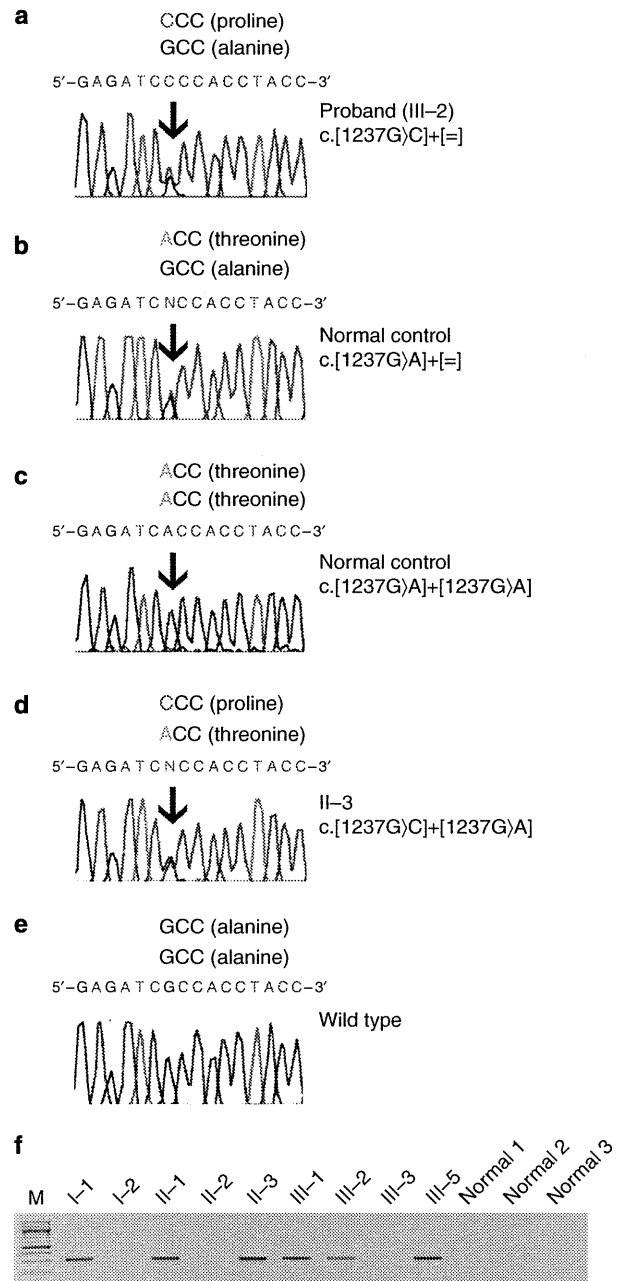 a
CCC (proline)
GCC (alanine)
5′–GAGATCCCCACCTACC–3′
Proband (III–2)
c.[1237G⟩C]+[=]
b
ACC (threonine)
GCC (alanine)
5′–GAGATCNCCACCTACC–3′
Normal control
c.[1237G⟩A]+[=]
c
ACC (threonine)
ACC (threonine)
5′–GAGATCACCACCTACC–3′
Normal control
c.[1237G⟩A]+[1237G⟩A]
d
CCC (proline)
ACC (threonine)
5′–GAGATCNCCACCTACC–3′
II–3
c.[1237G⟩C]+[1237G⟩A]
e
GCC (alanine)
GCC (alanine)
5′–GAGATCGCCACCTACC–3′
Wild type
f
M I–1 I–2 II–1 II–2 II–3 III–1 III–2 III–3 III–5 Normal 1 Normal 2 Normal 3